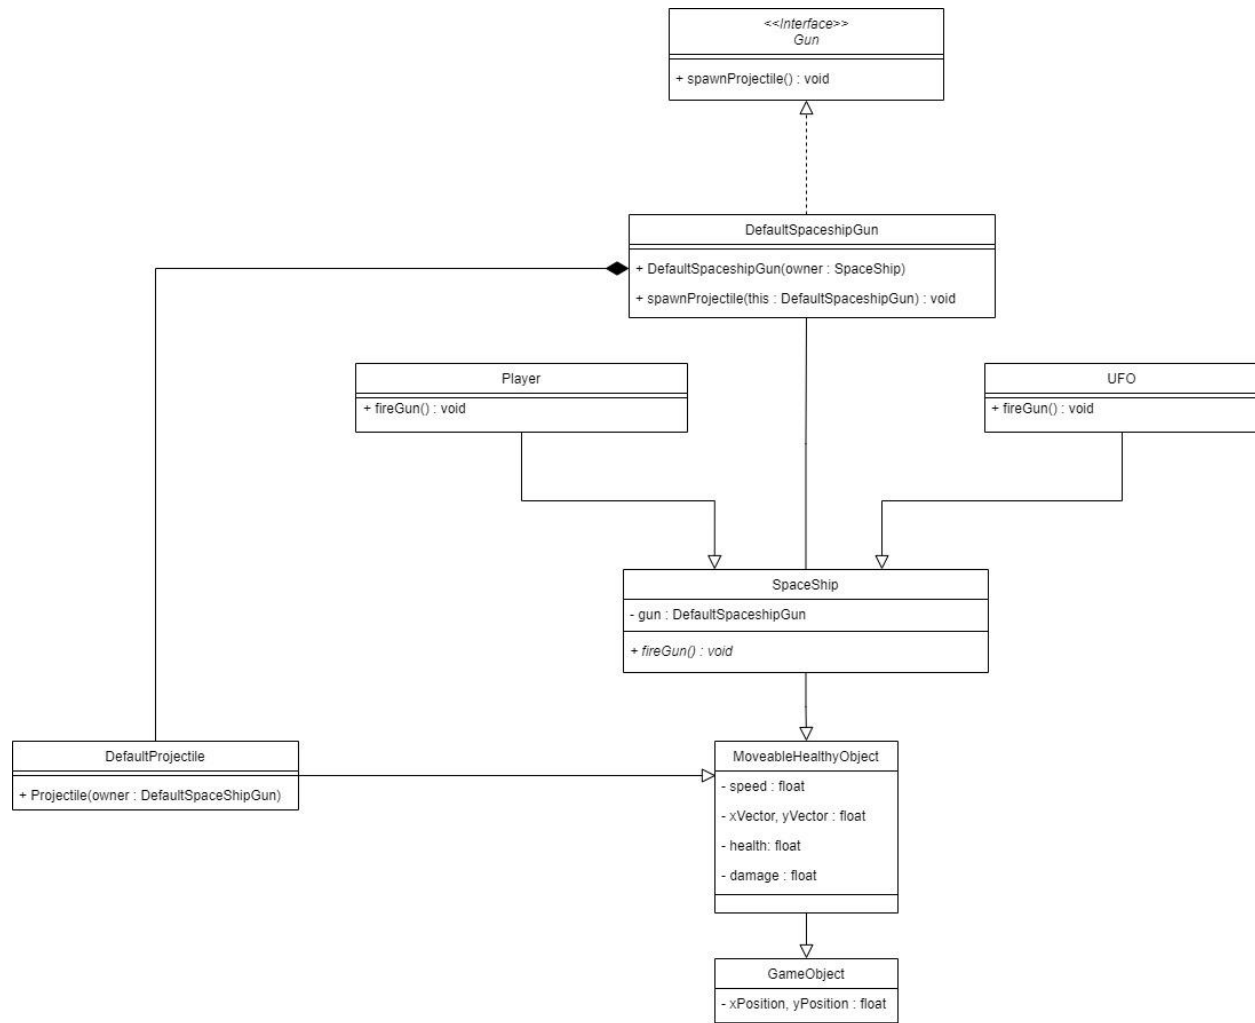 <<Interface>>
Gun
+ spawnProjectile() : void
DefaultSpaceshipGun
+ DefaultSpaceshipGun(owner : SpaceShip)
+ spawnProjectile(this : DefaultSpaceshipGun) : void
Player
+ fireGun() : void
UFO
+ fireGun() : void
SpaceShip
- gun : DefaultSpaceshipGun
+ fireGun() : void
DefaultProjectile
+ Projectile(owner : DefaultSpaceShipGun)
MoveableHealthyObject
- speed : float
- xVector, yVector : float
- health: float
- damage : float
GameObject
- xPosition, yPosition : float